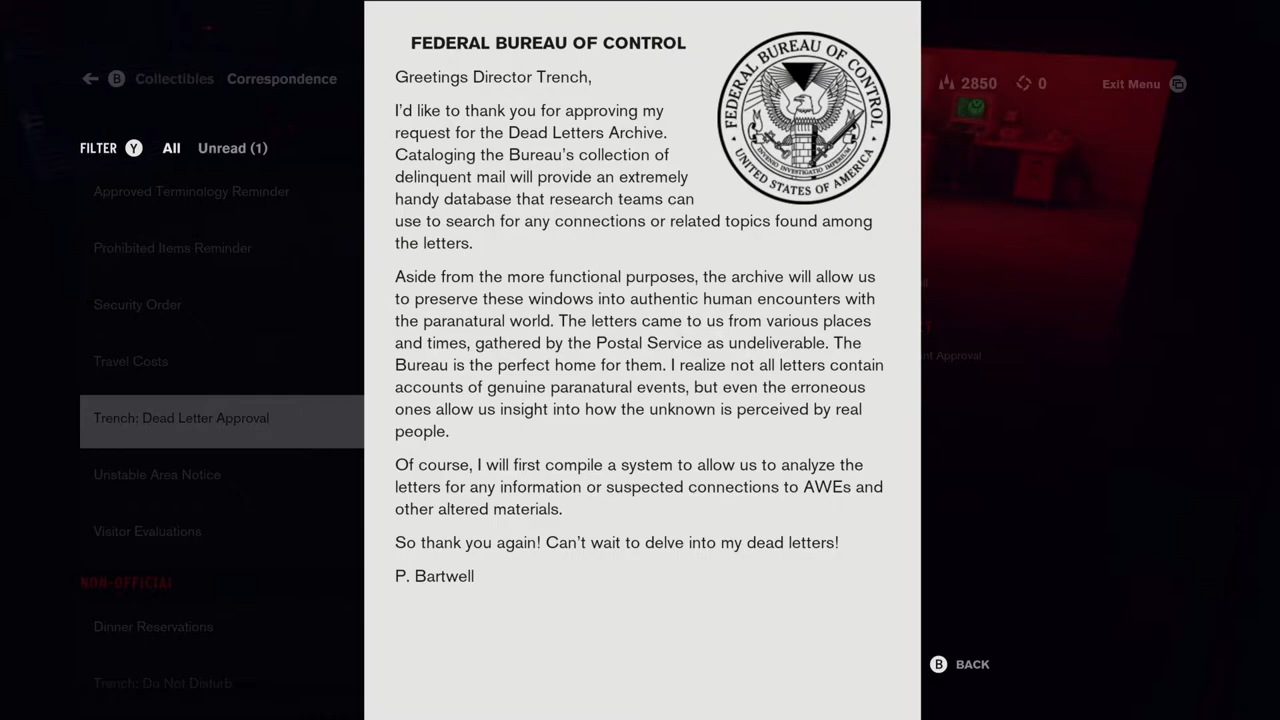 FEDERAL BUREAU OF CONTROL
FEDERAL BUREAU OF CONTROL
UNITED STATES OF AMERICA
INVENIO INVESTIGATIO IMPERIUM
Greetings Director Trench,
I'd like to thank you for approving my
request for the Dead Letters Archive.
Cataloging the Bureau's collection of
delinquent mail will provide an extremely
handy database that research teams can
use to search for any connections or related topics found among
the letters.
Aside from the more functional purposes, the archive will allow us
to preserve these windows into authentic human encounters with
the paranatural world. The letters came to us from various places
and times, gathered by the Postal Service as undeliverable. The
Bureau is the perfect home for them. I realize not all letters contain
accounts of genuine paranatural events, but even the erroneous
ones allow us insight into how the unknown is perceived by real
people.
Of course, I will first compile a system to allow us to analyze the
letters for any information or suspected connections to AWEs and
other altered materials.
So thank you again! Can't wait to delve into my dead letters!
P. Bartwell
B Collectibles Correspondence
FILTER Y All Unread (1)
Approved Terminology Reminder
Prohibited Items Reminder
Security Order
Travel Costs
Trench: Dead Letter Approval
Unstable Area Notice
Visitor Evaluations
NON-OFFICIAL
Dinner Reservations
Trench: Do Not Disturb
2850 0 Exit Menu
Approval
B BACK